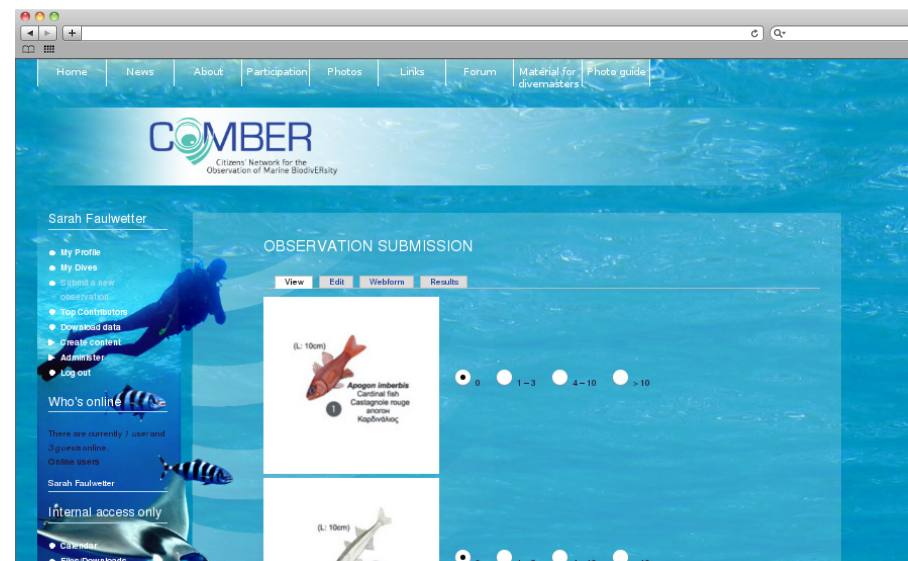 Home News About Participation Photos Links Forum Material for Photo guide
divemasters
COMBER
Citizens' Network for the
Observation of Marine BiodivERsity
Sarah Faulwetter
My Profile
My Dives
Submit a new
observation
Top Contributors
Download data
Create content
Administer
Log out
Who's online
There are currently 1 user and
3 guests online.
Online users
Sarah Faulwetter
Internal access only
Calendar
Files/Downloads
OBSERVATION SUBMISSION
View Edit Webform Results
(L: 10cm)
Apogon imberbis
Cardinal fish
Castagnole rouge
апогон
Καρδινάλιος
1
0 1 – 3 4 – 10 > 10
(L: 10cm)